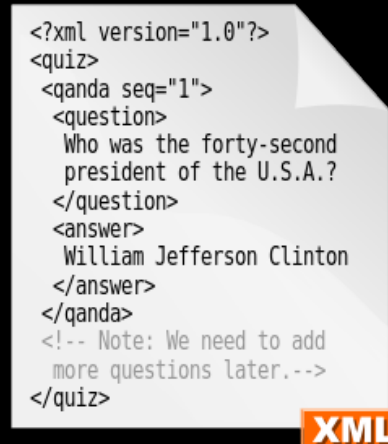 <?xml version="1.0"?>
<quiz>
<qanda seq="1">
<question>
Who was the forty-second
president of the U.S.A.?
</question>
<answer>
William Jefferson Clinton
</answer>
</qanda>
<!-- Note: We need to add
more questions later.-->
</quiz>
XML